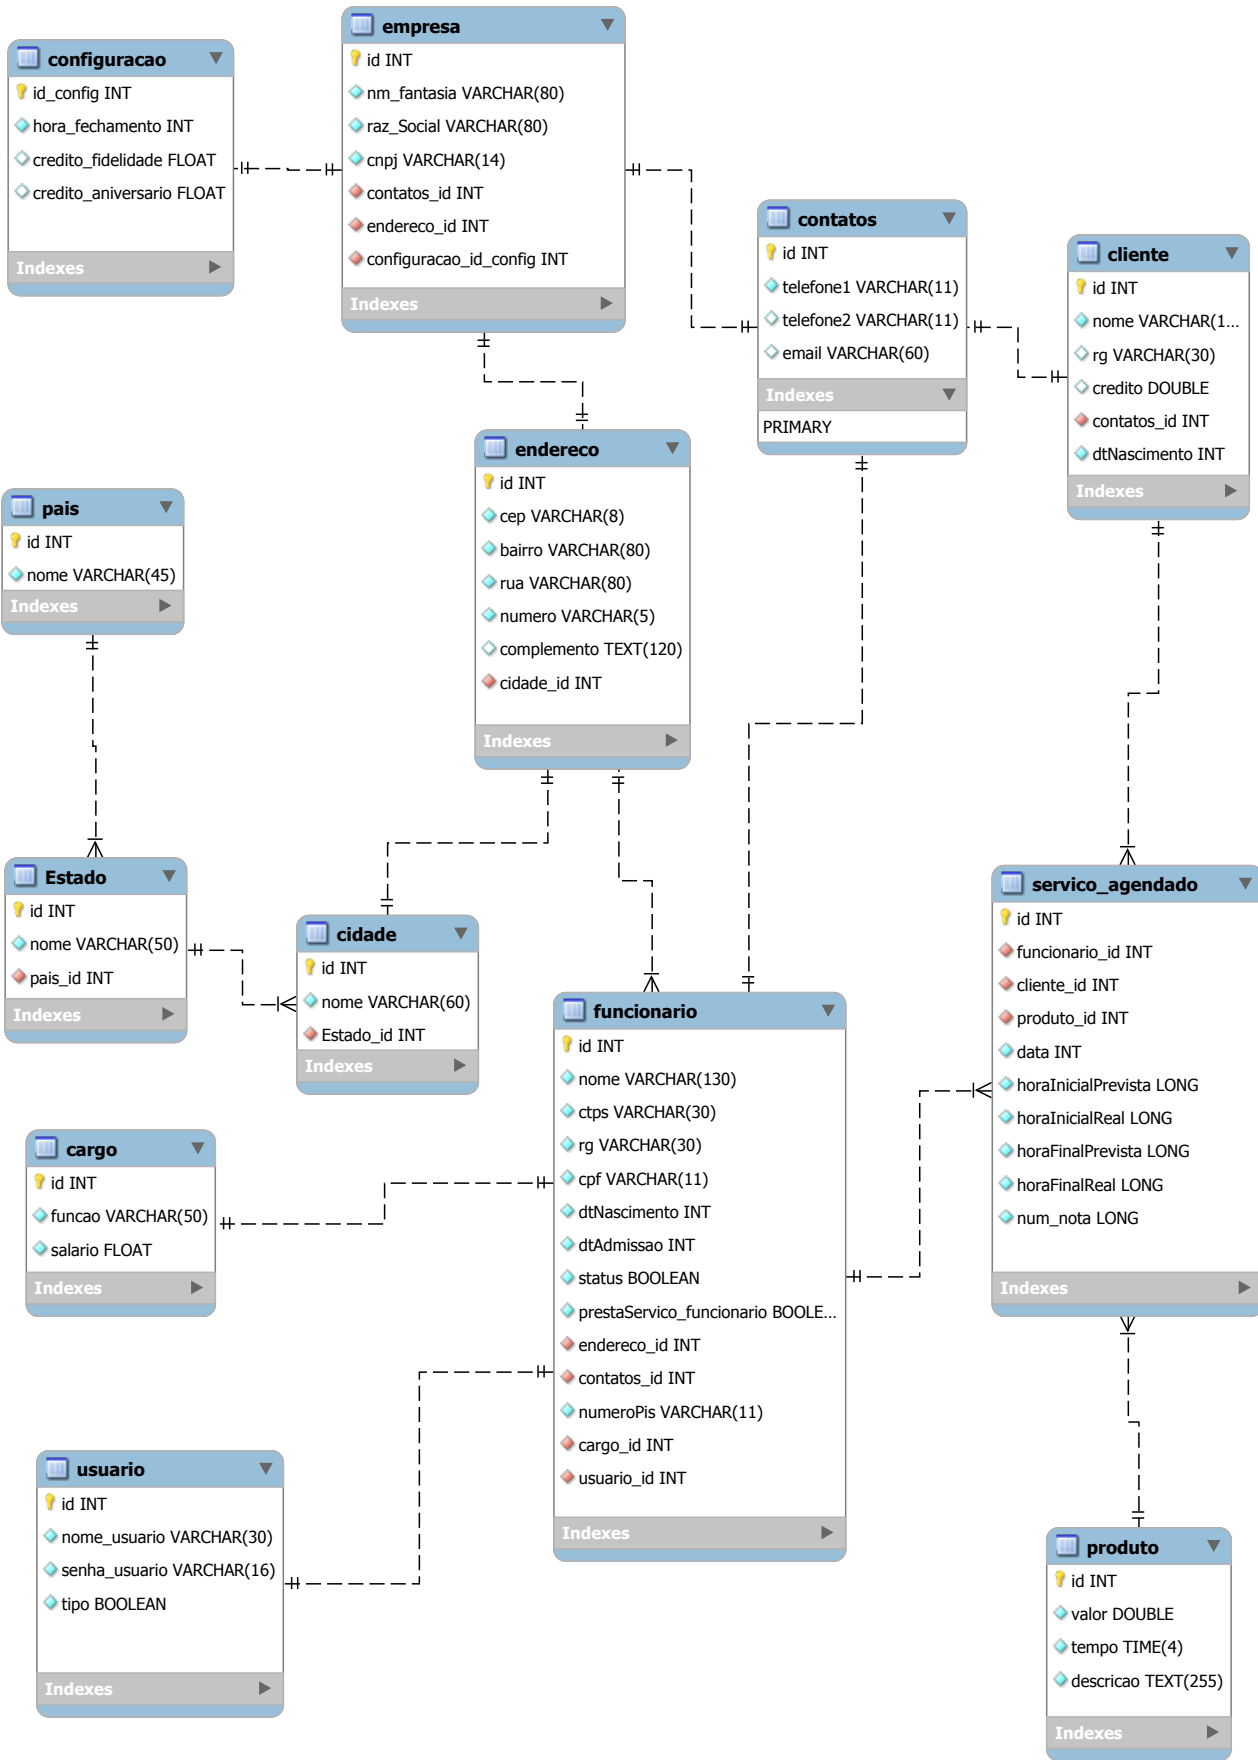 configuracao
id_config INT
hora_fechamento INT
credito_fidelidade FLOAT
credito_aniversario FLOAT
Indexes
empresa
id INT
nm_fantasia VARCHAR(80)
raz_Social VARCHAR(80)
cnpj VARCHAR(14)
contatos_id INT
endereco_id INT
configuracao_id_config INT
Indexes
contatos
id INT
telefone1 VARCHAR(11)
telefone2 VARCHAR(11)
email VARCHAR(60)
Indexes
PRIMARY
cliente
id INT
nome VARCHAR(1...
rg VARCHAR(30)
credito DOUBLE
contatos_id INT
dtNascimento INT
Indexes
endereco
id INT
cep VARCHAR(8)
bairro VARCHAR(80)
rua VARCHAR(80)
numero VARCHAR(5)
complemento TEXT(120)
cidade_id INT
Indexes
pais
id INT
nome VARCHAR(45)
Indexes
Estado
id INT
nome VARCHAR(50)
pais_id INT
Indexes
cidade
id INT
nome VARCHAR(60)
Estado_id INT
Indexes
funcionario
id INT
nome VARCHAR(130)
ctps VARCHAR(30)
rg VARCHAR(30)
cpf VARCHAR(11)
dtNascimento INT
dtAdmissao INT
status BOOLEAN
prestaServico_funcionario BOOLE...
endereco_id INT
contatos_id INT
numeroPis VARCHAR(11)
cargo_id INT
usuario_id INT
Indexes
servico_agendado
id INT
funcionario_id INT
cliente_id INT
produto_id INT
data INT
horaInicialPrevista LONG
horaInicialReal LONG
horaFinalPrevista LONG
horaFinalReal LONG
num_nota LONG
Indexes
cargo
id INT
funcao VARCHAR(50)
salario FLOAT
Indexes
usuario
id INT
nome_usuario VARCHAR(30)
senha_usuario VARCHAR(16)
tipo BOOLEAN
Indexes
produto
id INT
valor DOUBLE
tempo TIME(4)
descricao TEXT(255)
Indexes